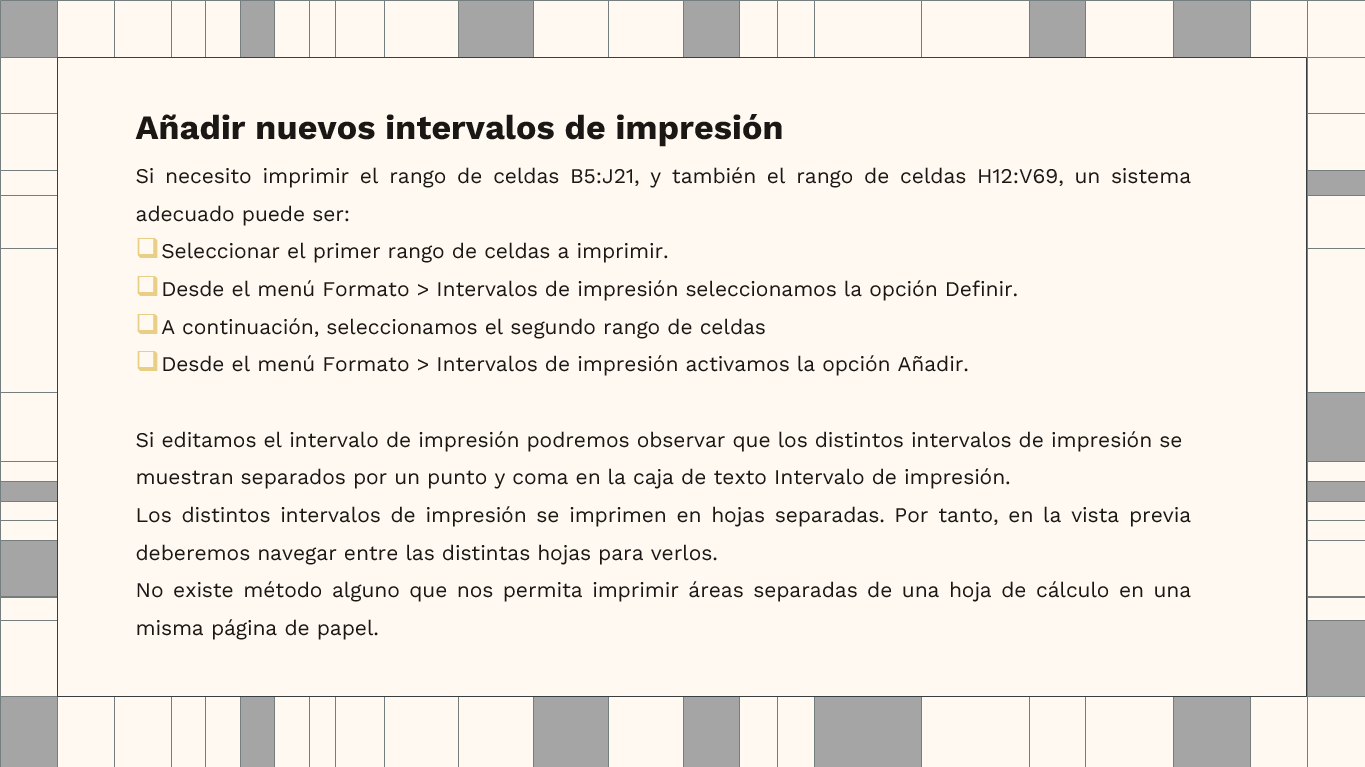 Añadir nuevos intervalos de impresión
Si necesito imprimir el rango de celdas B5:J21, y también el rango de celdas H12:V69, un sistema
adecuado puede ser:
❑Seleccionar el primer rango de celdas a imprimir.
❑Desde el menú Formato > Intervalos de impresión seleccionamos la opción Definir.
❑A continuación, seleccionamos el segundo rango de celdas
❑Desde el menú Formato > Intervalos de impresión activamos la opción Añadir.
Si editamos el intervalo de impresión podremos observar que los distintos intervalos de impresión se
muestran separados por un punto y coma en la caja de texto Intervalo de impresión.
Los distintos intervalos de impresión se imprimen en hojas separadas. Por tanto, en la vista previa
deberemos navegar entre las distintas hojas para verlos.
No existe método alguno que nos permita imprimir áreas separadas de una hoja de cálculo en una
misma página de papel.